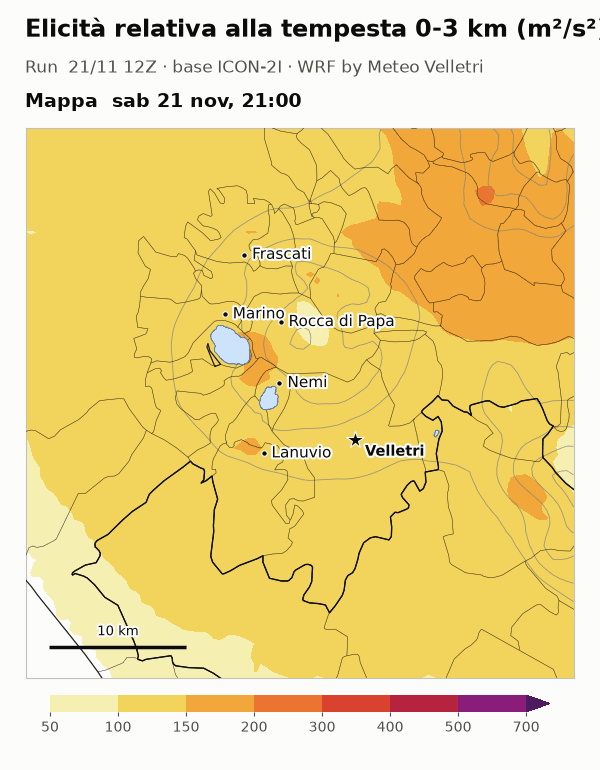 Elicità relativa alla tempesta 0-3 km (m²/s²)
Run 21/11 12Z · base ICON-2I · WRF by Meteo Velletri
Mappa sab 21 nov, 21:00
Frascati
Marino
Rocca di Papa
Nemi
Velletri
Lanuvio
10 km
50 100 150 200 300 400 500 700